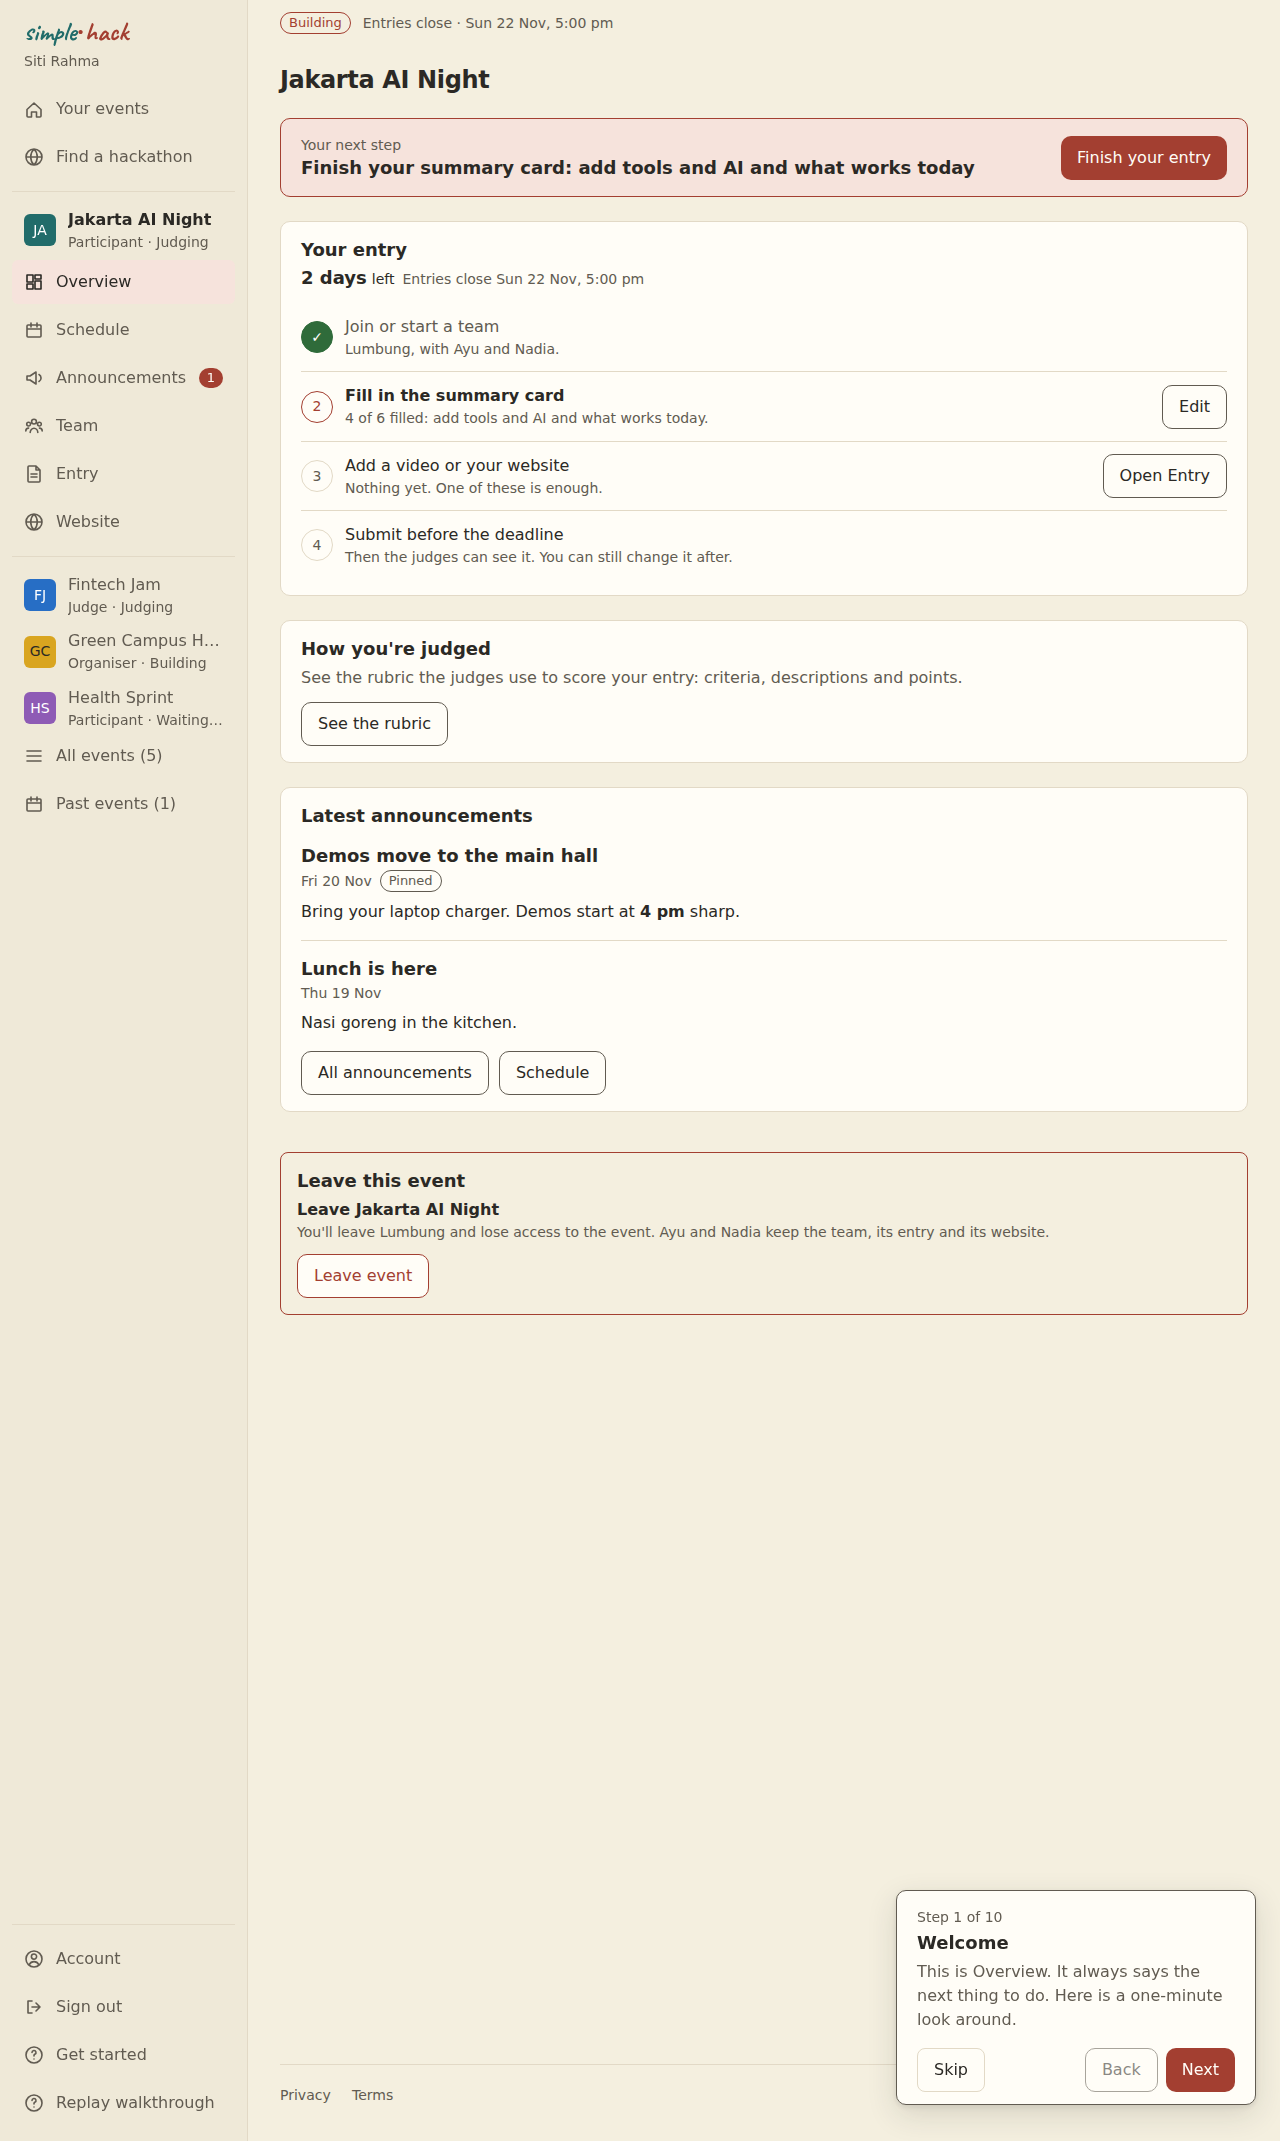 simple·hack
Siti Rahma
Your events
Find a hackathon
JA
Jakarta AI Night
Participant · Judging
Overview
Schedule
Announcements 1
Team
Entry
Website
FJ
Fintech Jam
Judge · Judging
GC
Green Campus H…
Organiser · Building
HS
Health Sprint
Participant · Waiting…
All events (5)
Past events (1)
Account
Sign out
Get started
Replay walkthrough
Building Entries close · Sun 22 Nov, 5:00 pm
Jakarta AI Night
Your next step
Finish your summary card: add tools and AI and what works today
Finish your entry
Your entry
2 days left Entries close Sun 22 Nov, 5:00 pm
✓
Join or start a team
Lumbung, with Ayu and Nadia.
2
Fill in the summary card
4 of 6 filled: add tools and AI and what works today.
Edit
3
Add a video or your website
Nothing yet. One of these is enough.
Open Entry
4
Submit before the deadline
Then the judges can see it. You can still change it after.
How you're judged
See the rubric the judges use to score your entry: criteria, descriptions and points.
See the rubric
Latest announcements
Demos move to the main hall
Fri 20 Nov Pinned
Bring your laptop charger. Demos start at 4 pm sharp.
Lunch is here
Thu 19 Nov
Nasi goreng in the kitchen.
All announcements Schedule
Leave this event
Leave Jakarta AI Night
You'll leave Lumbung and lose access to the event. Ayu and Nadia keep the team, its entry and its website.
Leave event
Step 1 of 10
Welcome
This is Overview. It always says the
next thing to do. Here is a one-minute
look around.
Skip Back Next
Privacy Terms